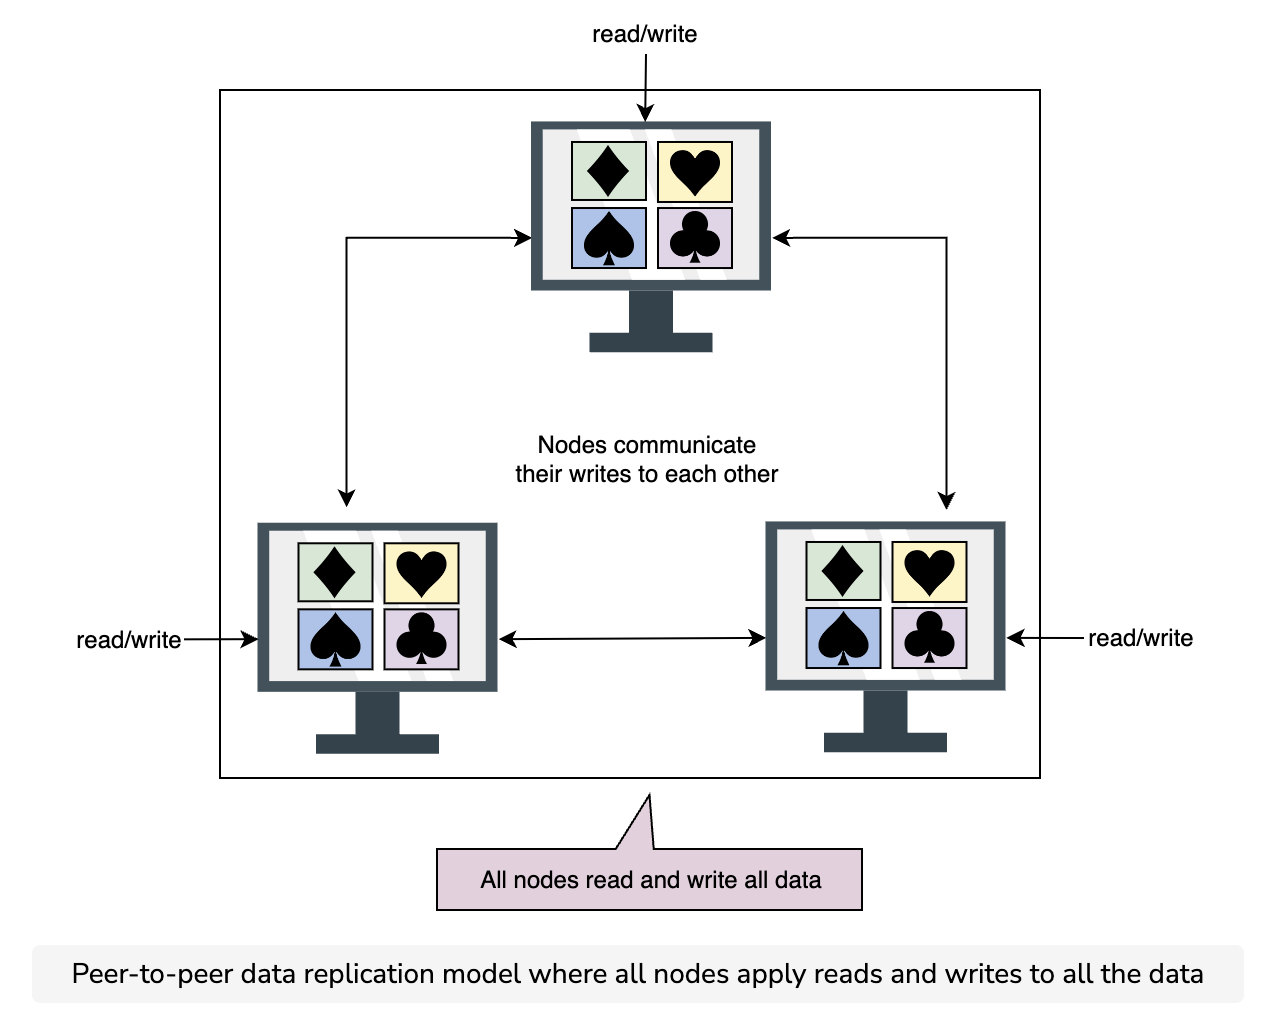 read/write
Nodes communicate
their writes to each other
read/write
read/write
All nodes read and write all data
Peer-to-peer data replication model where all nodes apply reads and writes to all the data